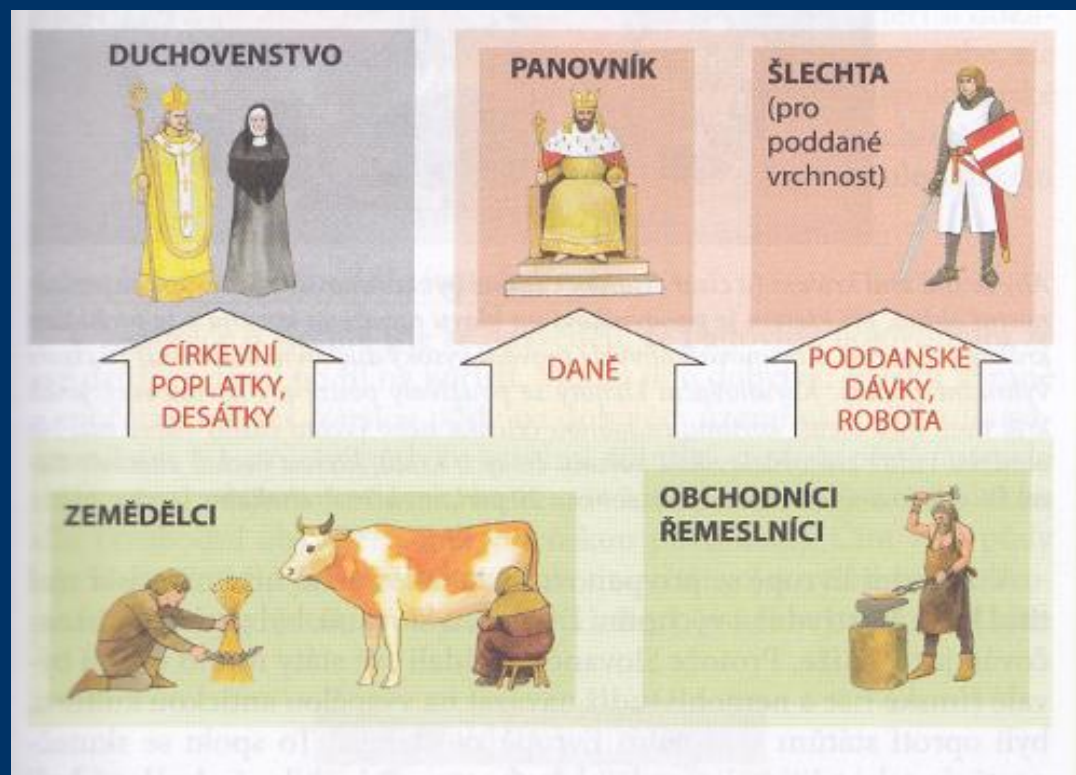 DUCHOVENSTVO
PANOVNÍK
ŠLECHTA
(pro
poddané
vrchnost)
CÍRKEVNÍ
POPLATKY,
DESÁTKY
DANĚ
PODDANSKÉ
DÁVKY,
ROBOTA
ZEMĚDĚLCI
OBCHODNÍCI
ŘEMESLNÍCI